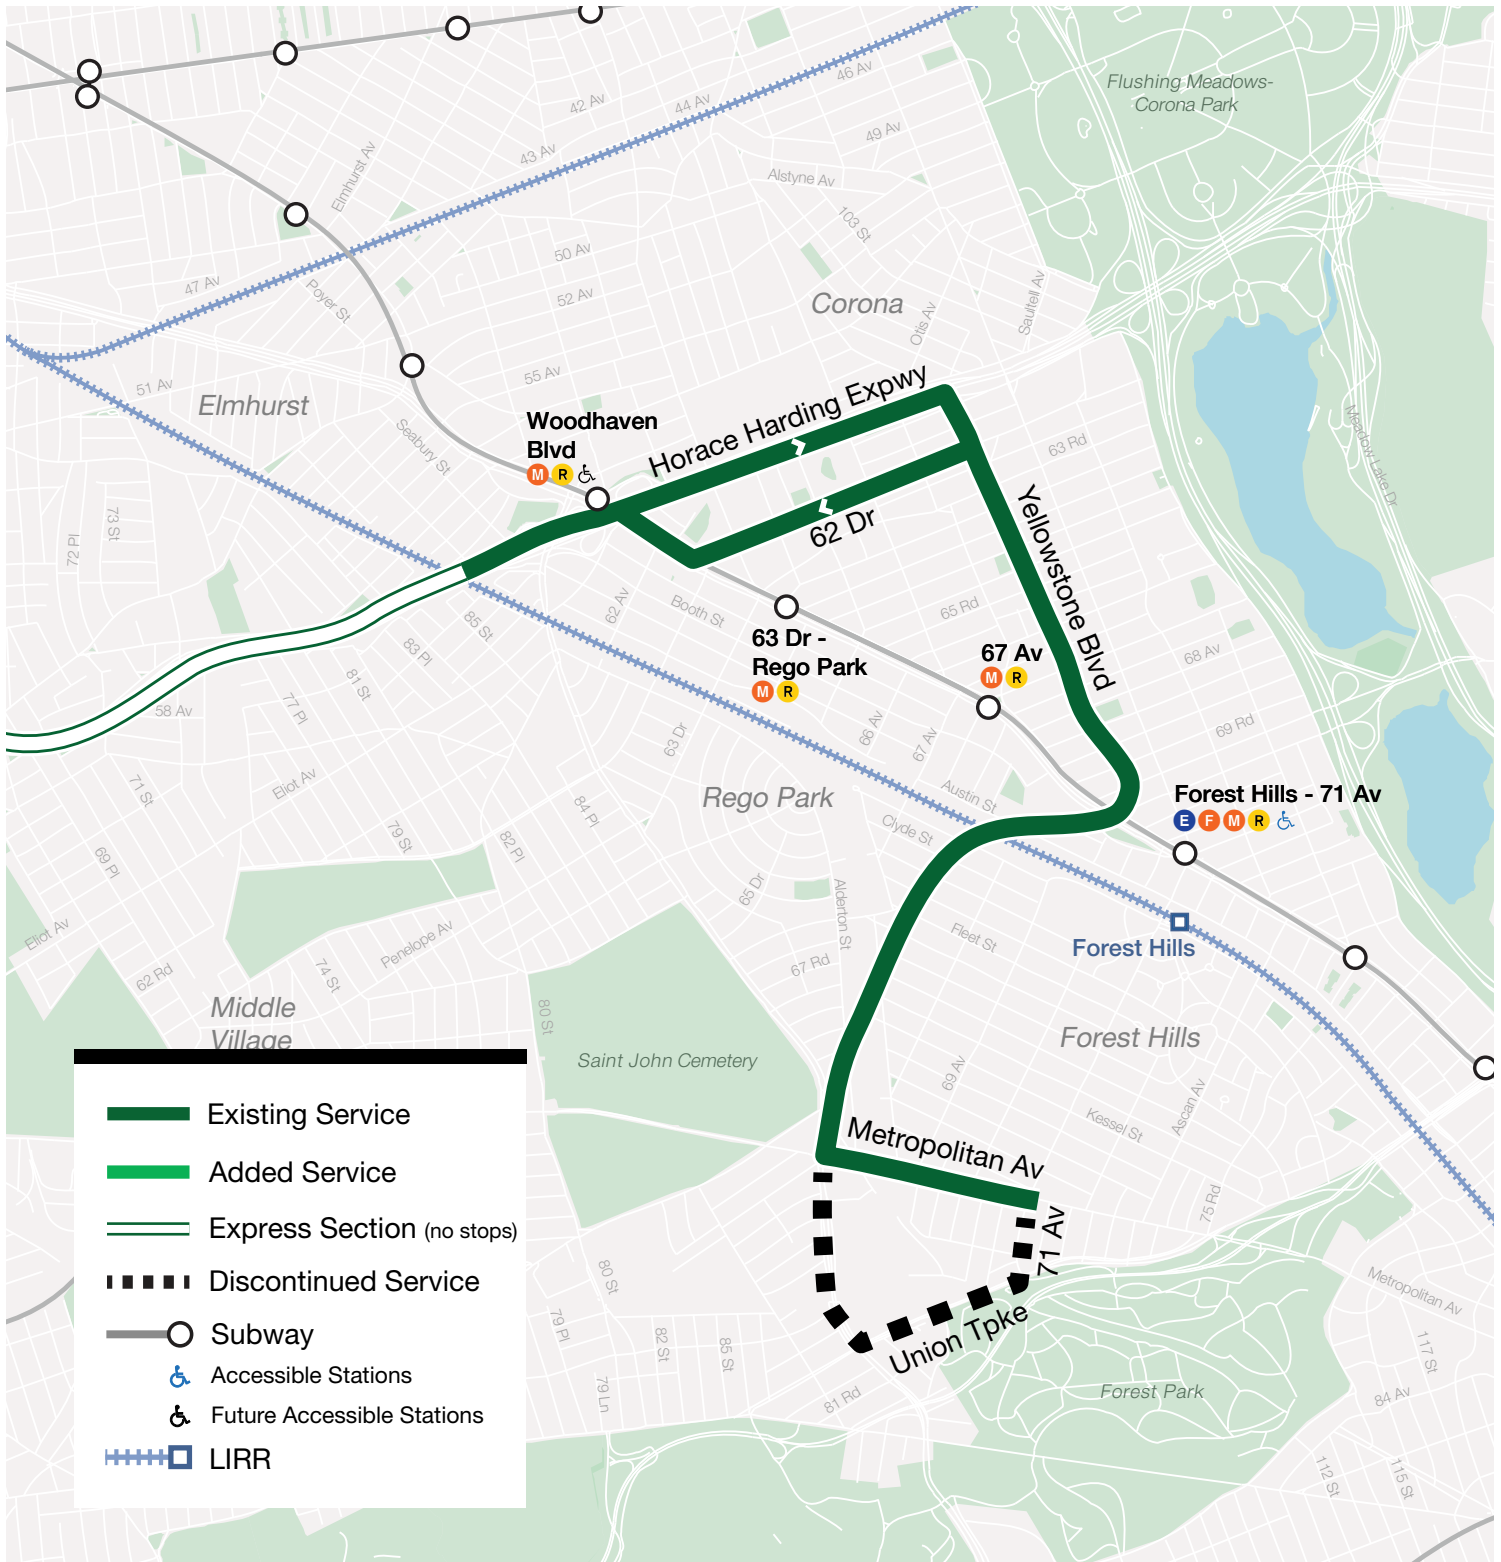 Flushing Meadows-
Corona Park
46 Av
42 Av
44 Av
49 Av
43 Av
Elmhurst Av
Alstyne Av
103 St
50 Av
47 Av
Poyer St
52 Av
Corona
Otis Av
Saultell Av
55 Av
51 Av
Elmhurst
Seabury St
Woodhaven
Blvd
M R
Horace Harding Expwy
63 Rd
Meadow Lake Dr
Yellowstone Blvd
62 Dr
73 St
72 Pl
62 Av
Booth St
65 Rd
85 St
83 Pl
63 Dr -
Rego Park
M R
67 Av
M R
68 Av
81 St
77 Pl
58 Av
63 Dr
66 Av
67 Av
69 Rd
71 St
Eliot Av
Rego Park
Austin St
Forest Hills - 71 Av
E F M R
84 Pl
Clyde St
79 St
82 Pl
69 Pl
65 Dr
Alderton St
Eliot Av
Penelope Av
Fleet St
Forest Hills
62 Rd
74 St
67 Rd
Middle
Village
80 St
Saint John Cemetery
Forest Hills
69 Av
Kessel St
Ascan Av
Metropolitan Av
75 Rd
71 Av
Union Tpke
Metropolitan Av
80 St
79 Pl
82 St
85 St
79 Ln
81 Rd
Forest Park
117 St
84 Av
112 St
115 St
Existing Service
Added Service
Express Section (no stops)
Discontinued Service
Subway
Accessible Stations
Future Accessible Stations
LIRR